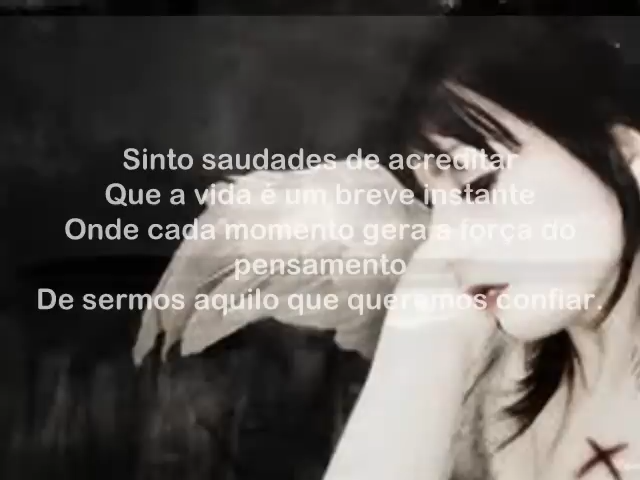 Sinto saudades de acreditar
Que a vida é um breve instante
Onde cada momento gera a força do
pensamento
De sermos aquilo que queremos confiar.